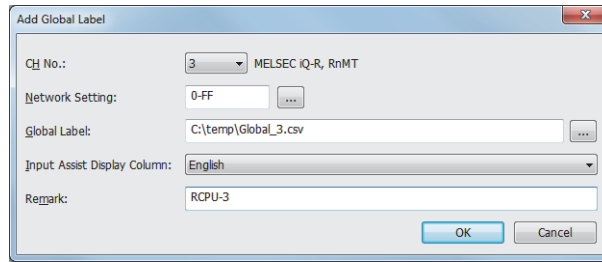 Add Global Label
CH No.: 3 MELSEC iQ-R, RnMT
Network Setting: 0-FF ...
Global Label: C:\temp\Global_3.csv ...
Input Assist Display Column: English
Remark: RCPU-3
OK Cancel